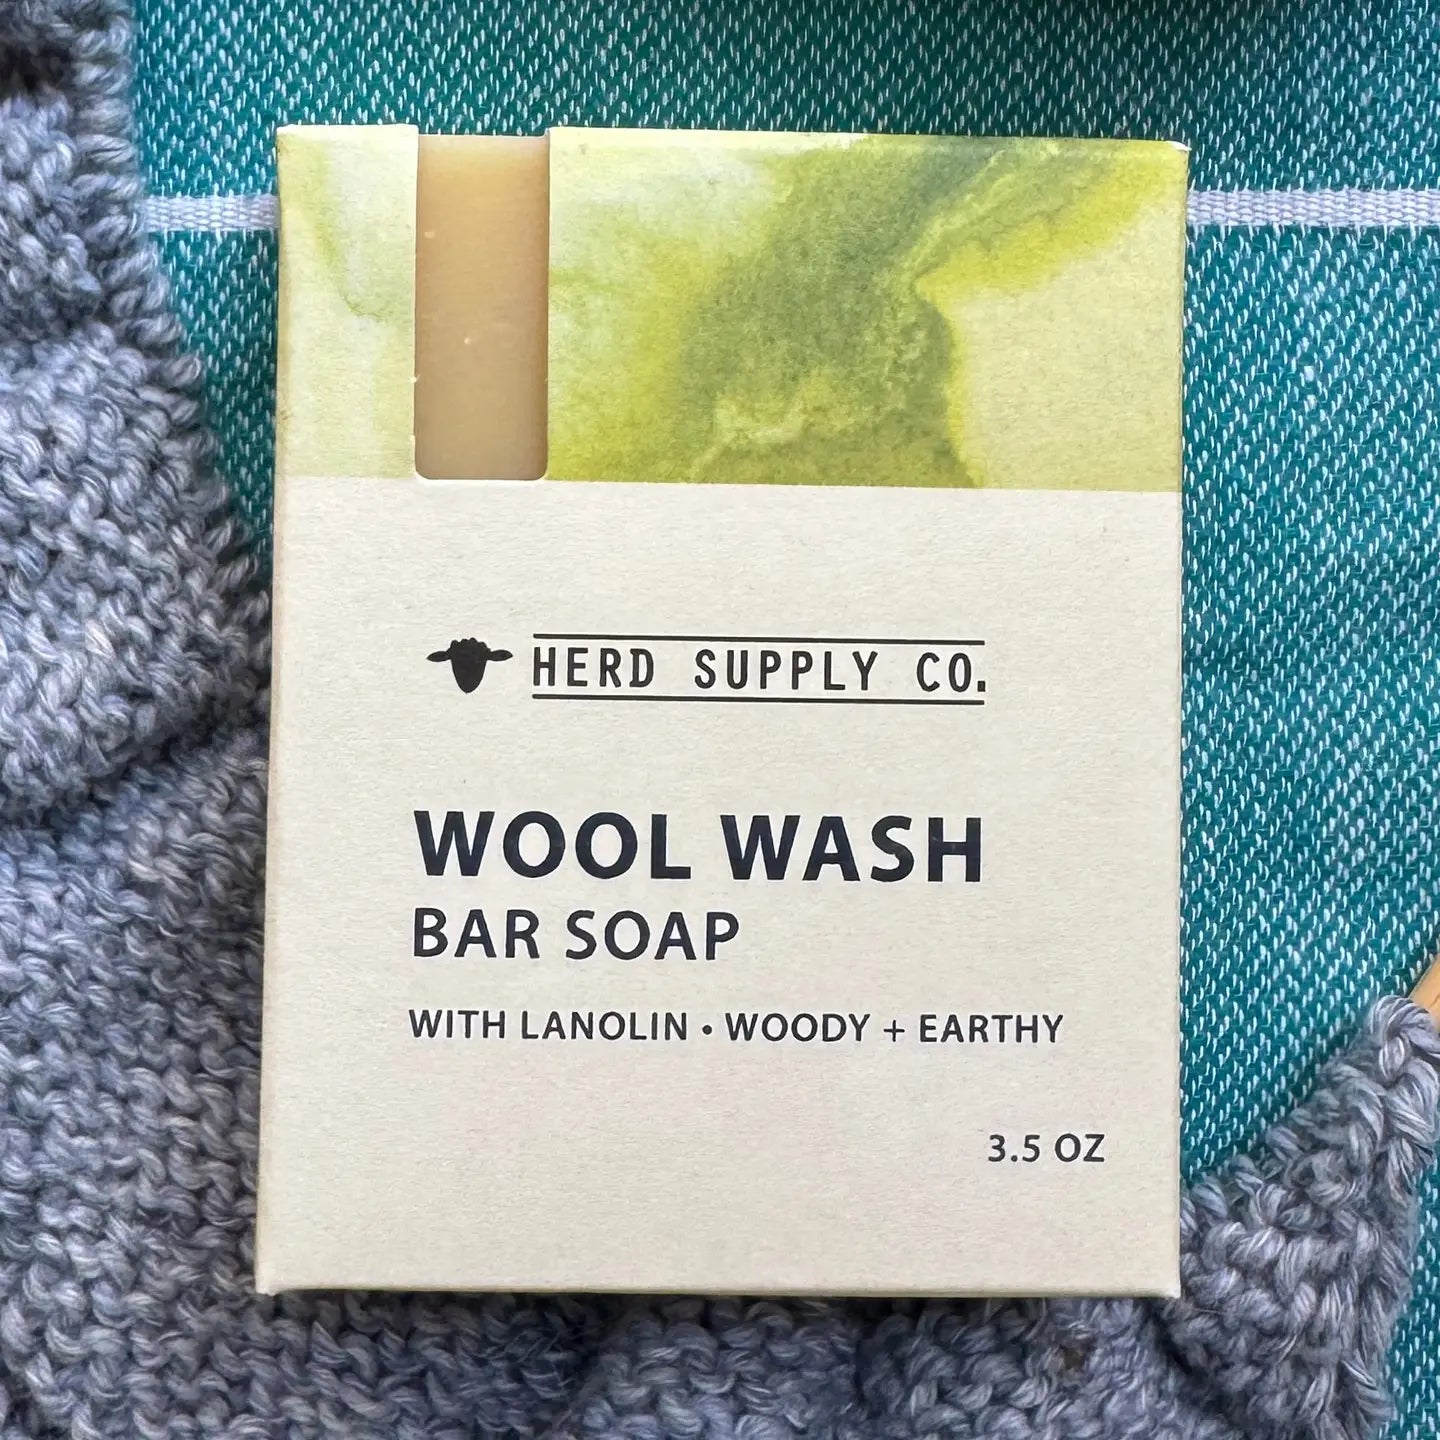 HERD SUPPLY CO.
WOOL WASH
BAR SOAP
WITH LANOLIN • WOODY + EARTHY
3.5 OZ